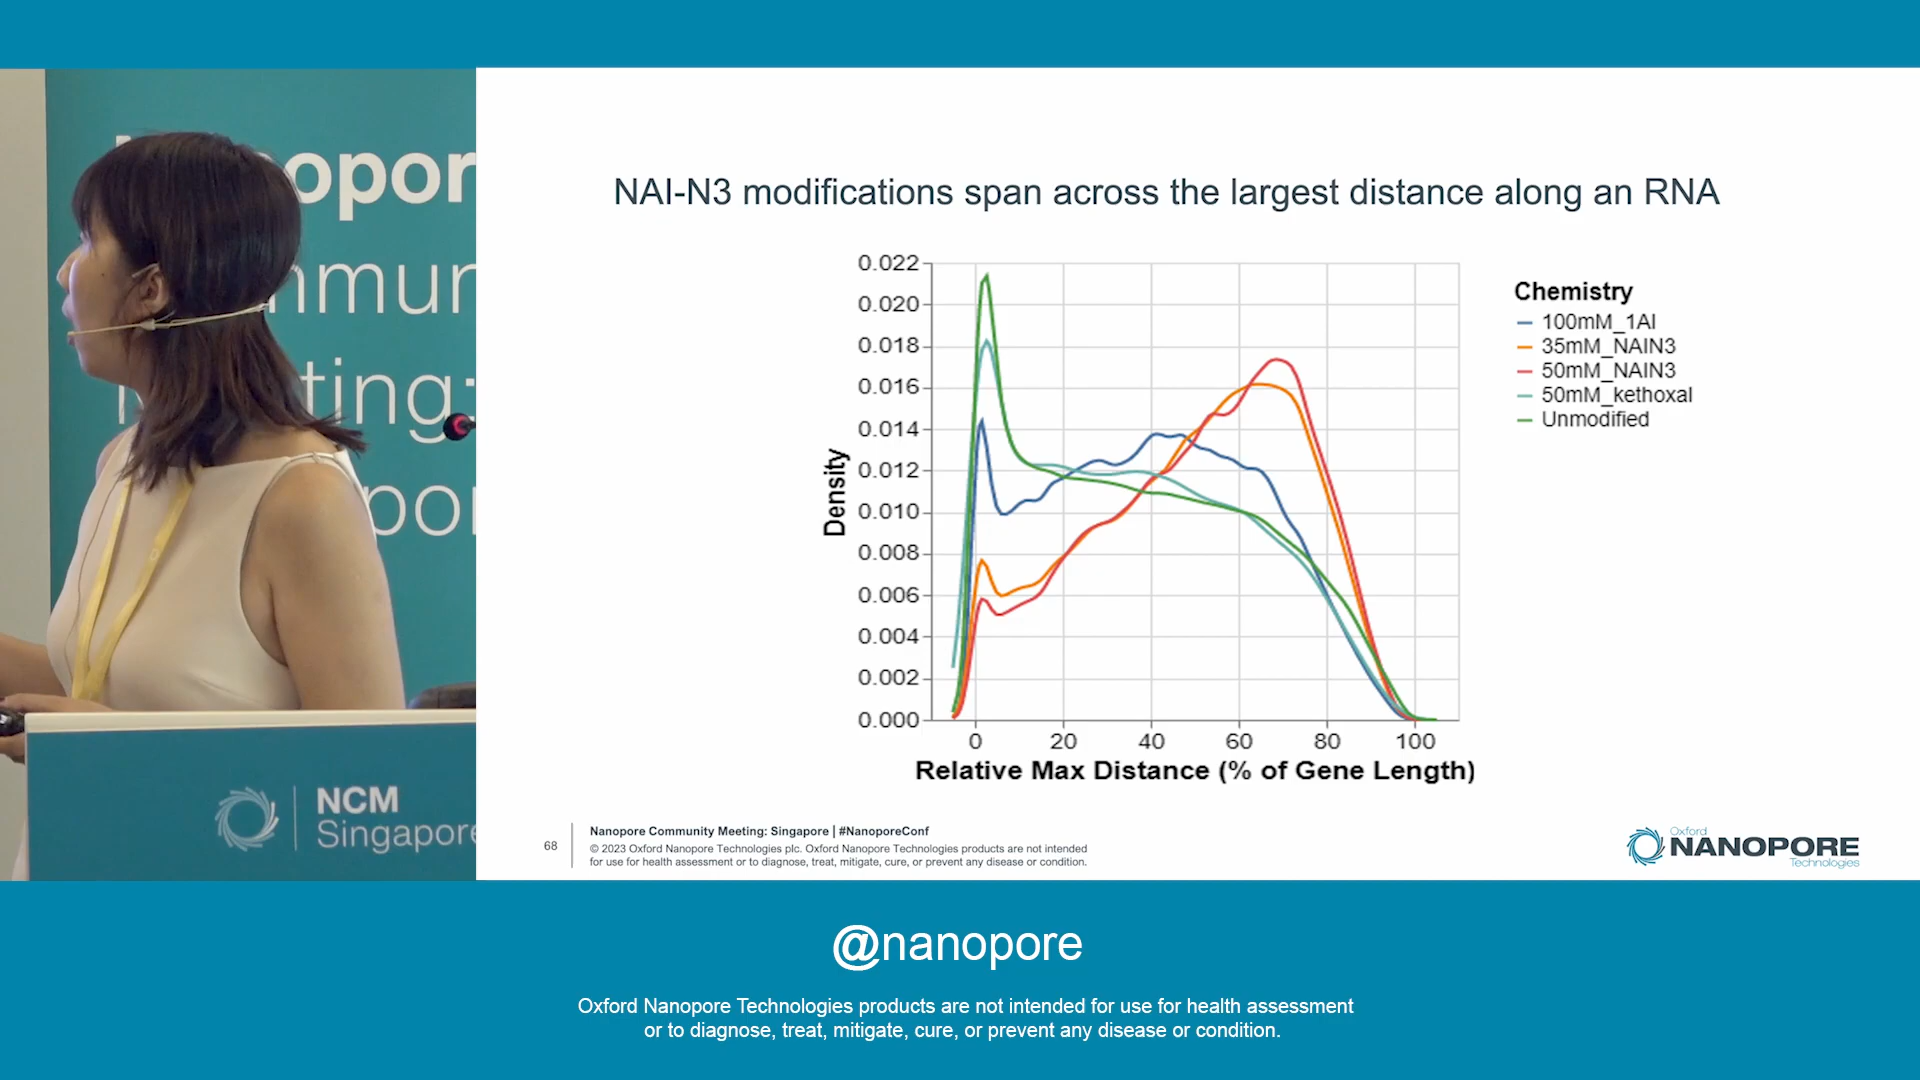 NAI-N3 modifications span across the largest distance along an RNA
0.022
0.020
0.018
0.016
0.014
0.012
0.010
0.008
0.006
0.004
0.002
0.000
Density
0 20 40 60 80 100
Relative Max Distance (% of Gene Length)
Chemistry
100mM_1AI
35mM_NAIN3
50mM_NAIN3
50mM_kethoxal
Unmodified
68
Nanopore Community Meeting: Singapore | #NanoporeConf
© 2023 Oxford Nanopore Technologies plc. Oxford Nanopore Technologies products are not intended
for use for health assessment or to diagnose, treat, mitigate, cure, or prevent any disease or condition.
Oxford
NANOPORE
Technologies
opor
mmun
ting:
por
NCM
Singapore
@nanopore
Oxford Nanopore Technologies products are not intended for use for health assessment
or to diagnose, treat, mitigate, cure, or prevent any disease or condition.